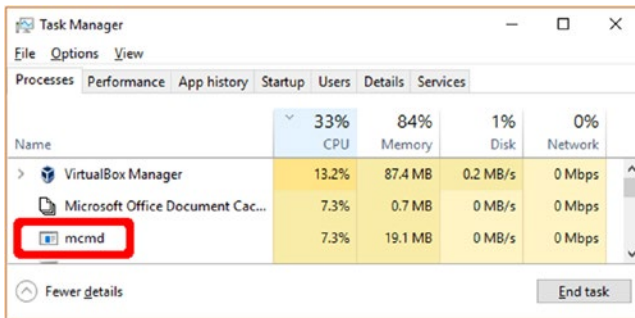 Task Manager
File Options View
Processes Performance App history Startup Users Details Services
33% 84% 1% 0%
Name CPU Memory Disk Network
VirtualBox Manager 13.2% 87.4 MB 0.2 MB/s 0 Mbps
Microsoft Office Document Cac... 7.3% 0.7 MB 0 MB/s 0 Mbps
mcmd 7.3% 19.1 MB 0 MB/s 0 Mbps
Fewer details End task